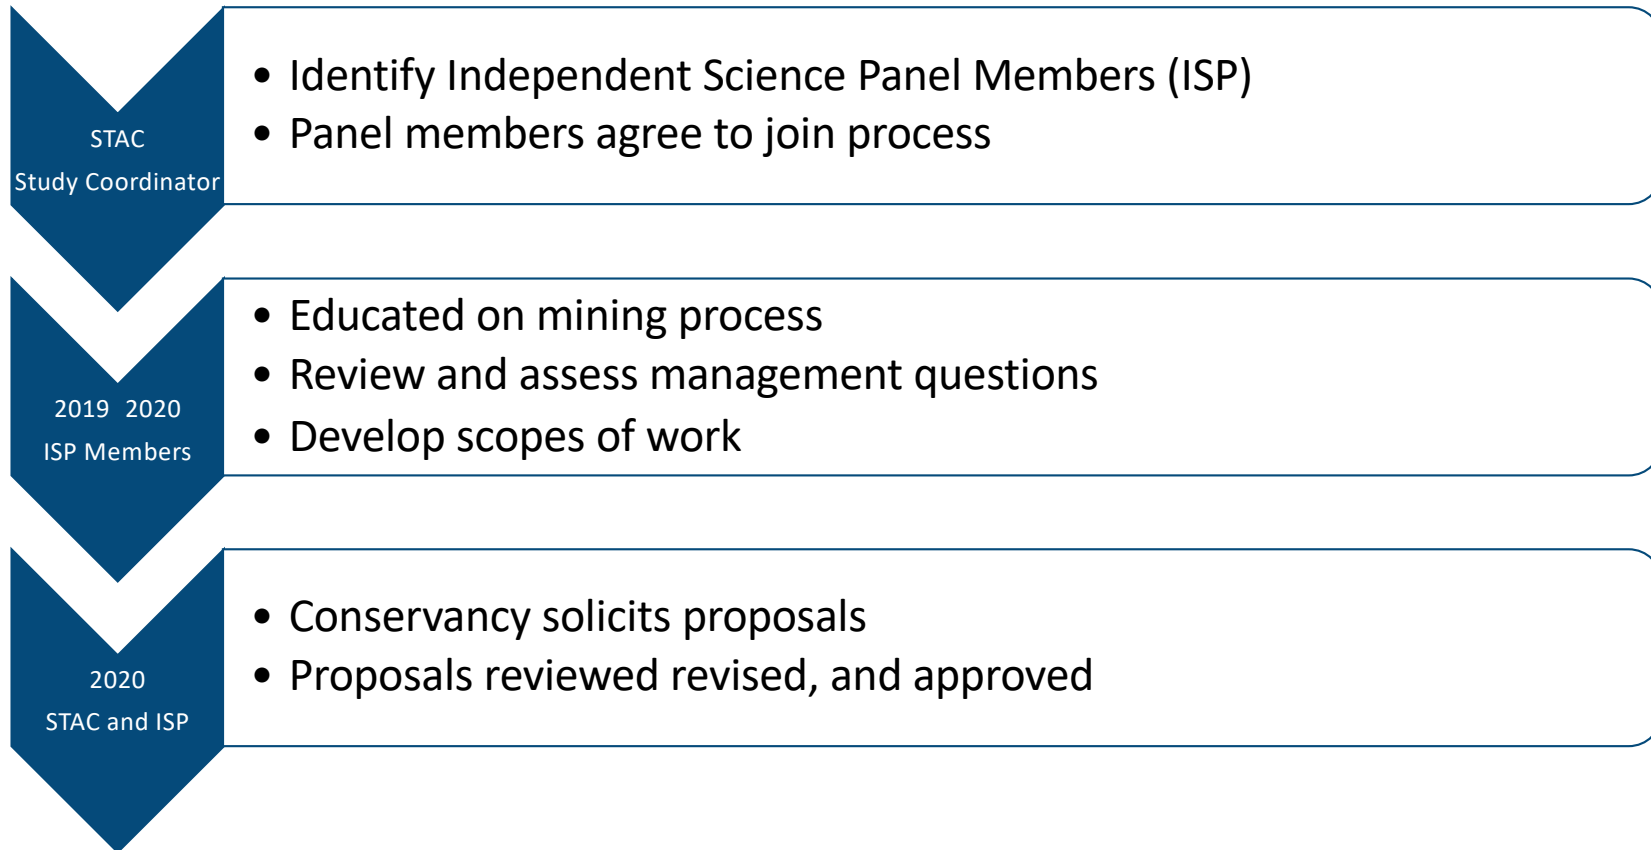 STAC
Study Coordinator
• Identify Independent Science Panel Members (ISP)
• Panel members agree to join process
2019 2020
ISP Members
• Educated on mining process
• Review and assess management questions
• Develop scopes of work
2020
STAC and ISP
• Conservancy solicits proposals
• Proposals reviewed revised, and approved